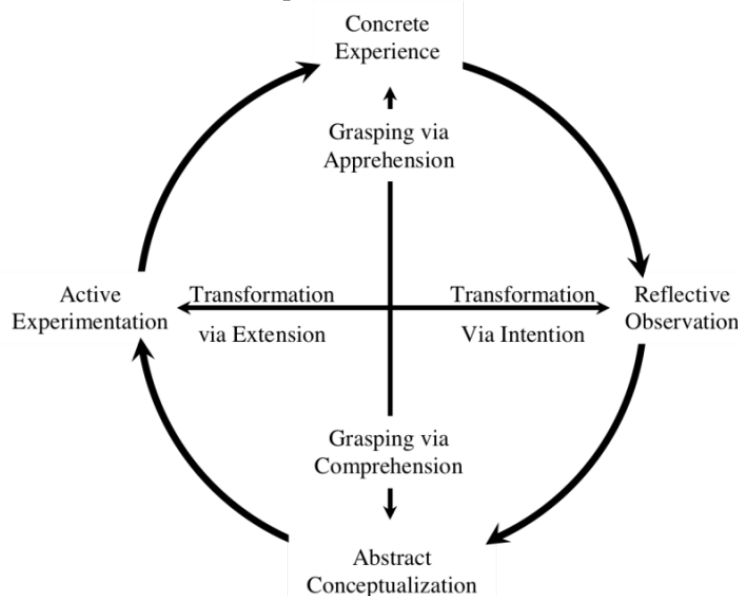 Concrete
Experience
Grasping via
Apprehension
Active
Experimentation
Transformation
via Extension
Transformation
Via Intention
Reflective
Observation
Grasping via
Comprehension
Abstract
Conceptualization